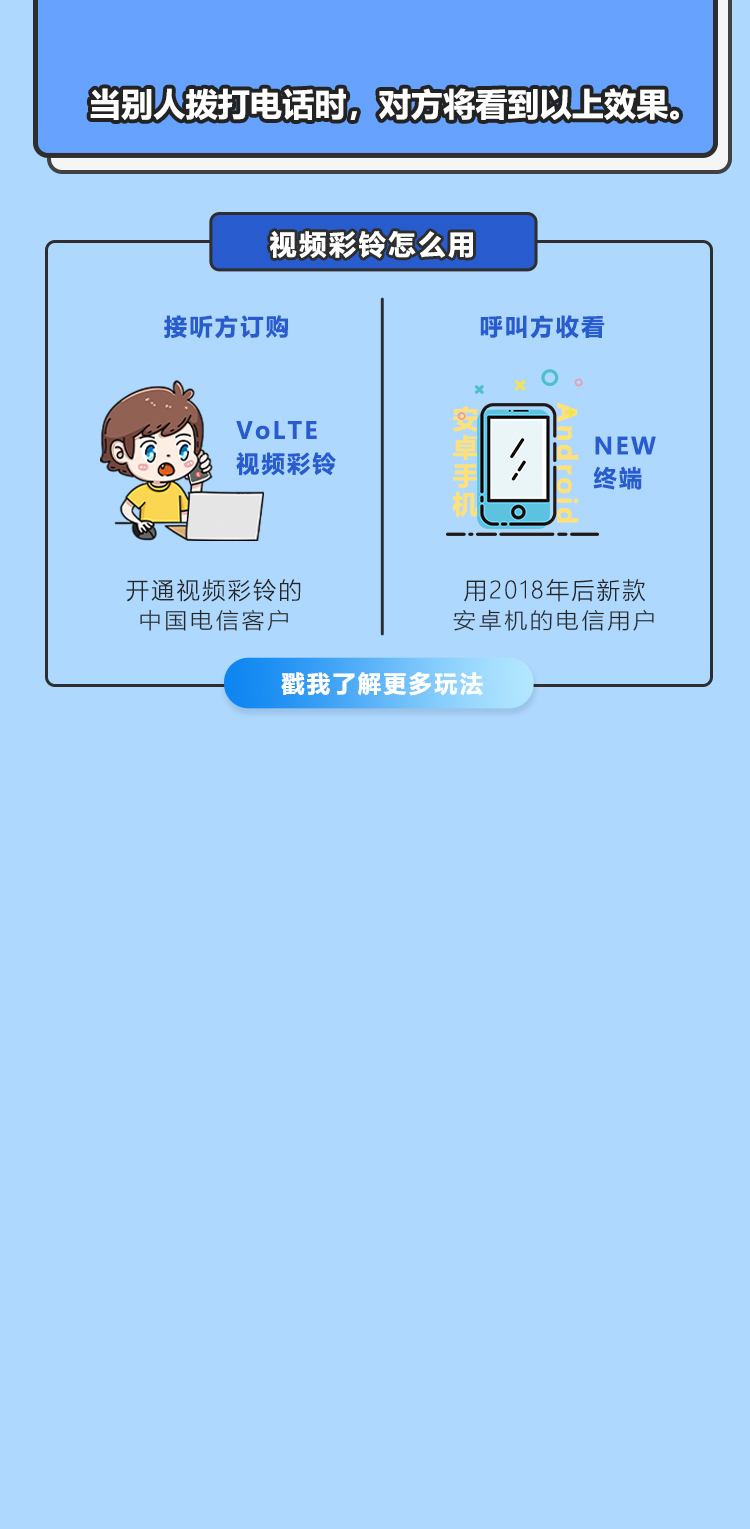 当别人拨打电话时，对方将看到以上效果。
视频彩铃怎么用
接听方订购
VoLTE
视频彩铃
开通视频彩铃的
中国电信客户
呼叫方收看
安卓手机
Android
NEW
终端
用2018年后新款
安卓机的电信用户
戳我了解更多玩法